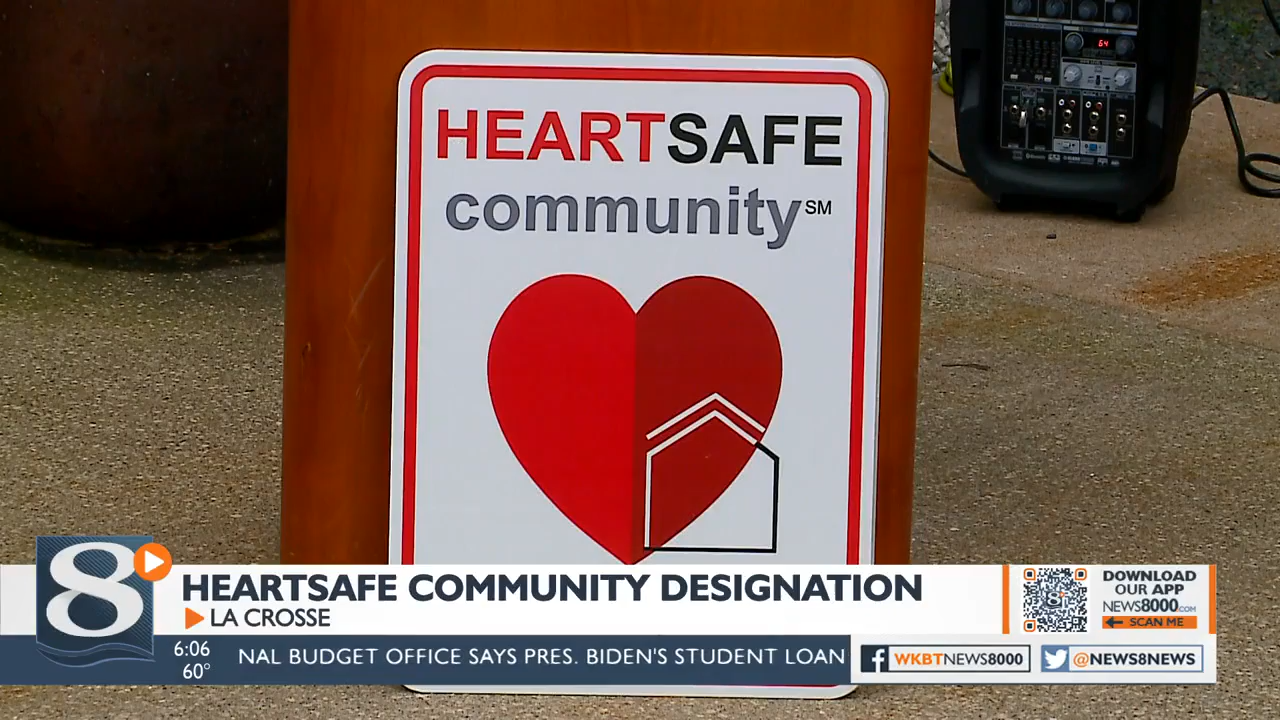 64
HEARTSAFE
community SM
8
HEARTSAFE COMMUNITY DESIGNATION
LA CROSSE
DOWNLOAD
OUR APP
NEWS8000.COM
SCAN ME
6:06
60°
NAL BUDGET OFFICE SAYS PRES. BIDEN'S STUDENT LOAN
WKBTNEWS8000
@NEWS8NEWS